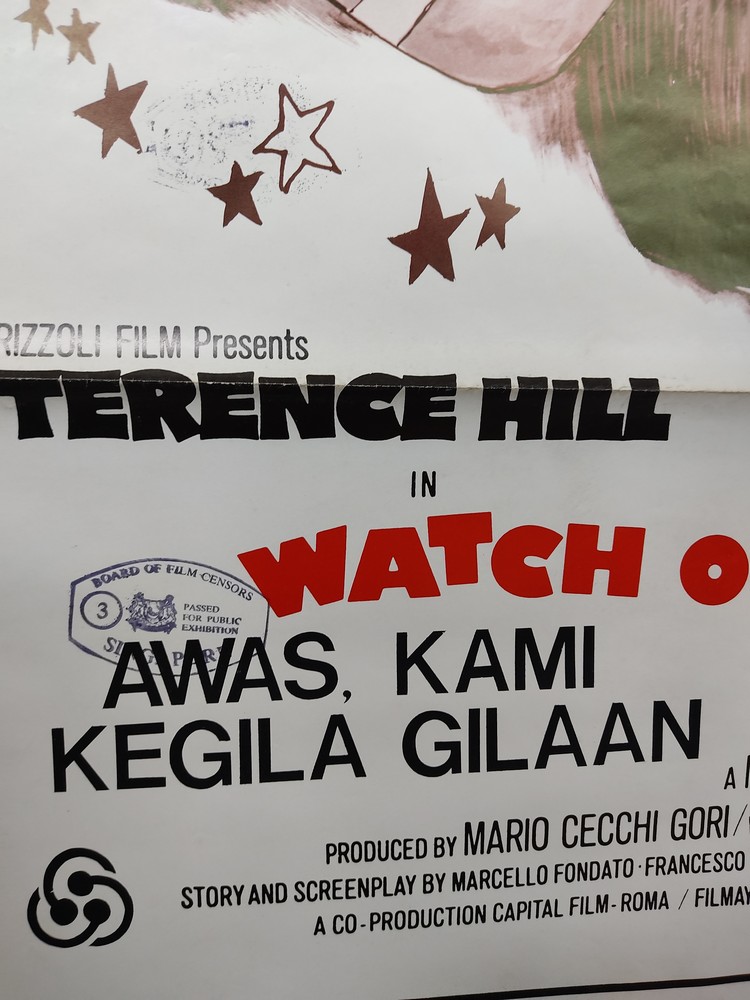 RIZZOLI FILM Presents
TERENCE HILL
IN
WATCH O
BOARD OF FILM CENSORS
3
PASSED
FOR PUBLIC
EXHIBITION
SINGAPORE
AWAS, KAMI
KEGILA GILAAN
A
PRODUCED BY MARIO CECCHI GORI/
STORY AND SCREENPLAY BY MARCELLO FONDATO · FRANCESCO
A CO-PRODUCTION CAPITAL FILM-ROMA / FILMAY